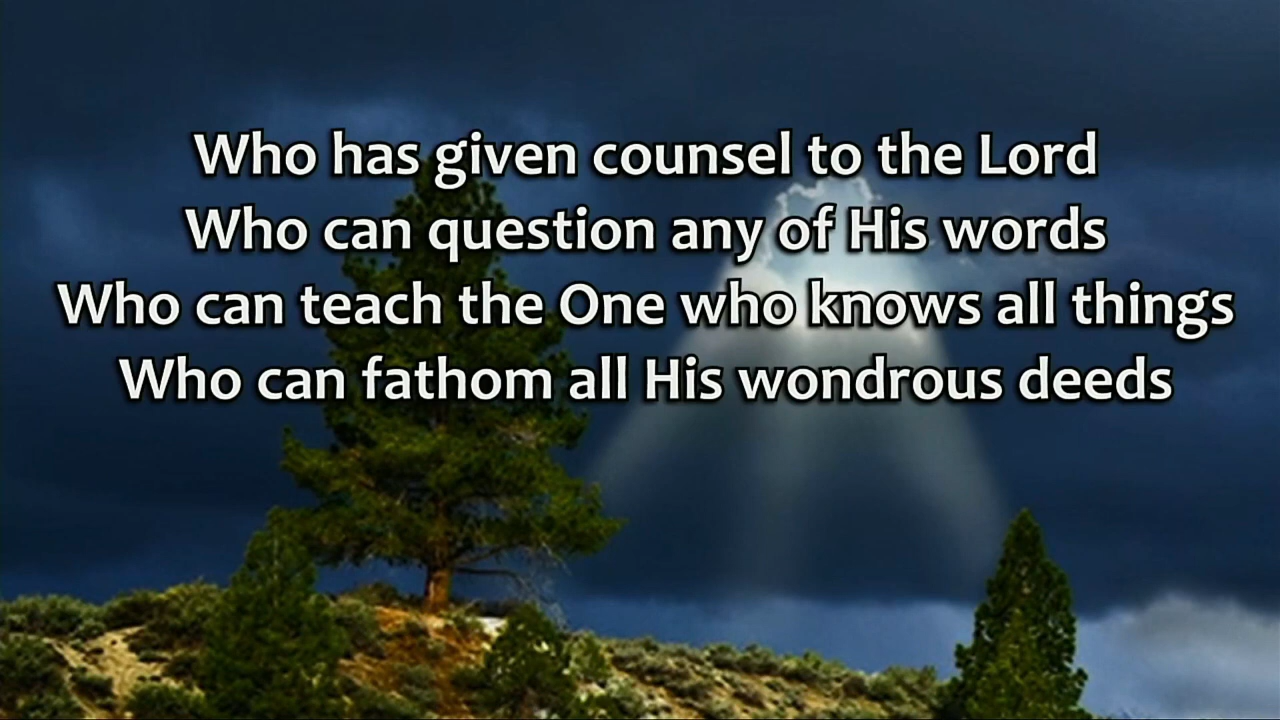 Who has given counsel to the Lord
Who can question any of His words
Who can teach the One who knows all things
Who can fathom all His wondrous deeds